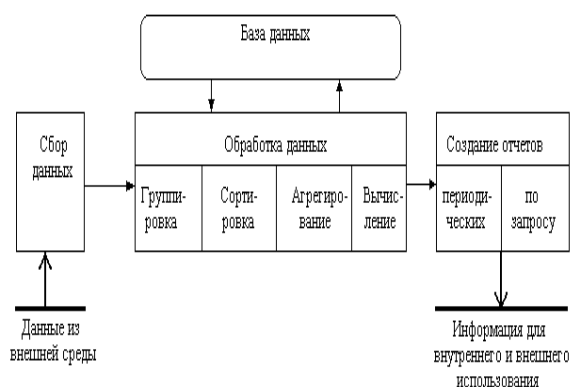 База данных
Сбор
данных
Обработка данных
Группи-
ровка
Сорти-
ровка
Агрегиро-
вание
Вычис-
ление
Создание отчетов
периоди-
ческих
по
запросу
Данные из
внешней среды
Информация для
внутреннего и внешнего
использования